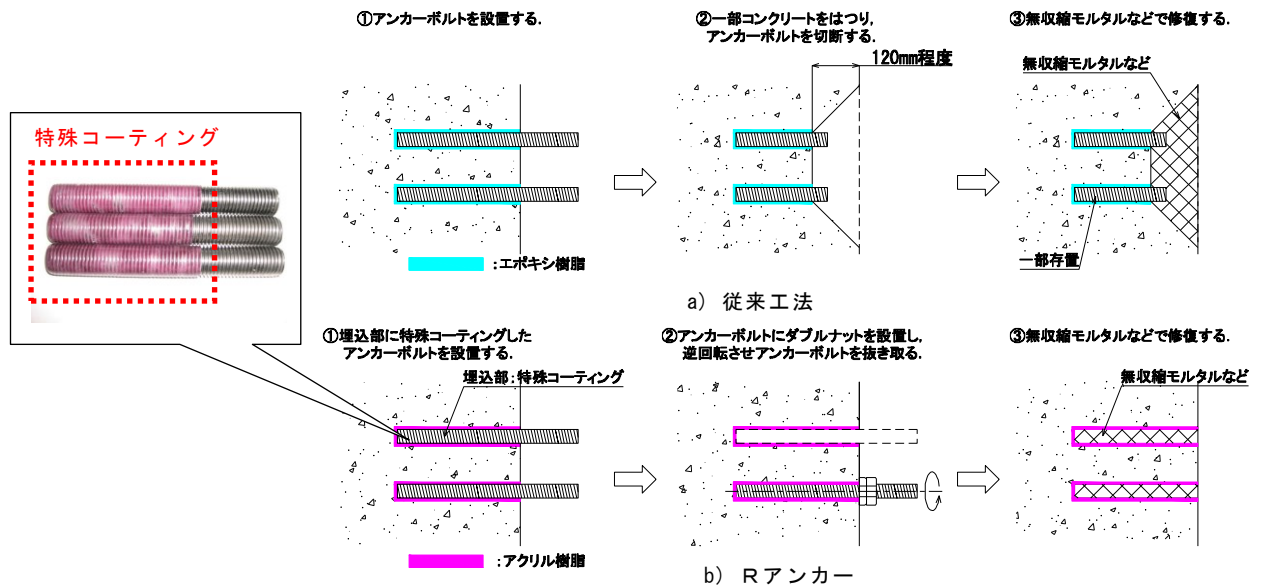 ①アンカーボルトを設置する.
②一部コンクリートをはつり,
アンカーボルトを切断する.
③無収縮モルタルなどで修復する.
120mm程度
無収縮モルタルなど
特殊コーティング
一部存置
:エポキシ樹脂
a) 従来工法
①埋込部に特殊コーティングした
アンカーボルトを設置する.
②アンカーボルトにダブルナットを設置し,
逆回転させアンカーボルトを抜き取る.
③無収縮モルタルなどで修復する.
埋込部:特殊コーティング
無収縮モルタルなど
:アクリル樹脂
b) Rアンカー